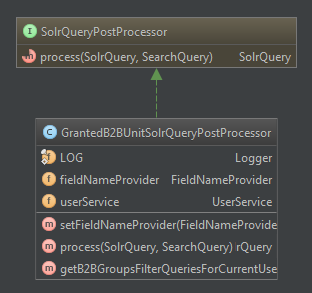 I SolrQueryPostProcessor
m process(SolrQuery, SearchQuery) SolrQuery
C GrantedB2BUnitSolrQueryPostProcessor
f LOG Logger
f fieldNameProvider FieldNameProvider
f userService UserService
m setFieldNameProvider(FieldNameProvide
m process(SolrQuery, SearchQuery) rQuery
m getB2BGroupsFilterQueriesForCurrentUse